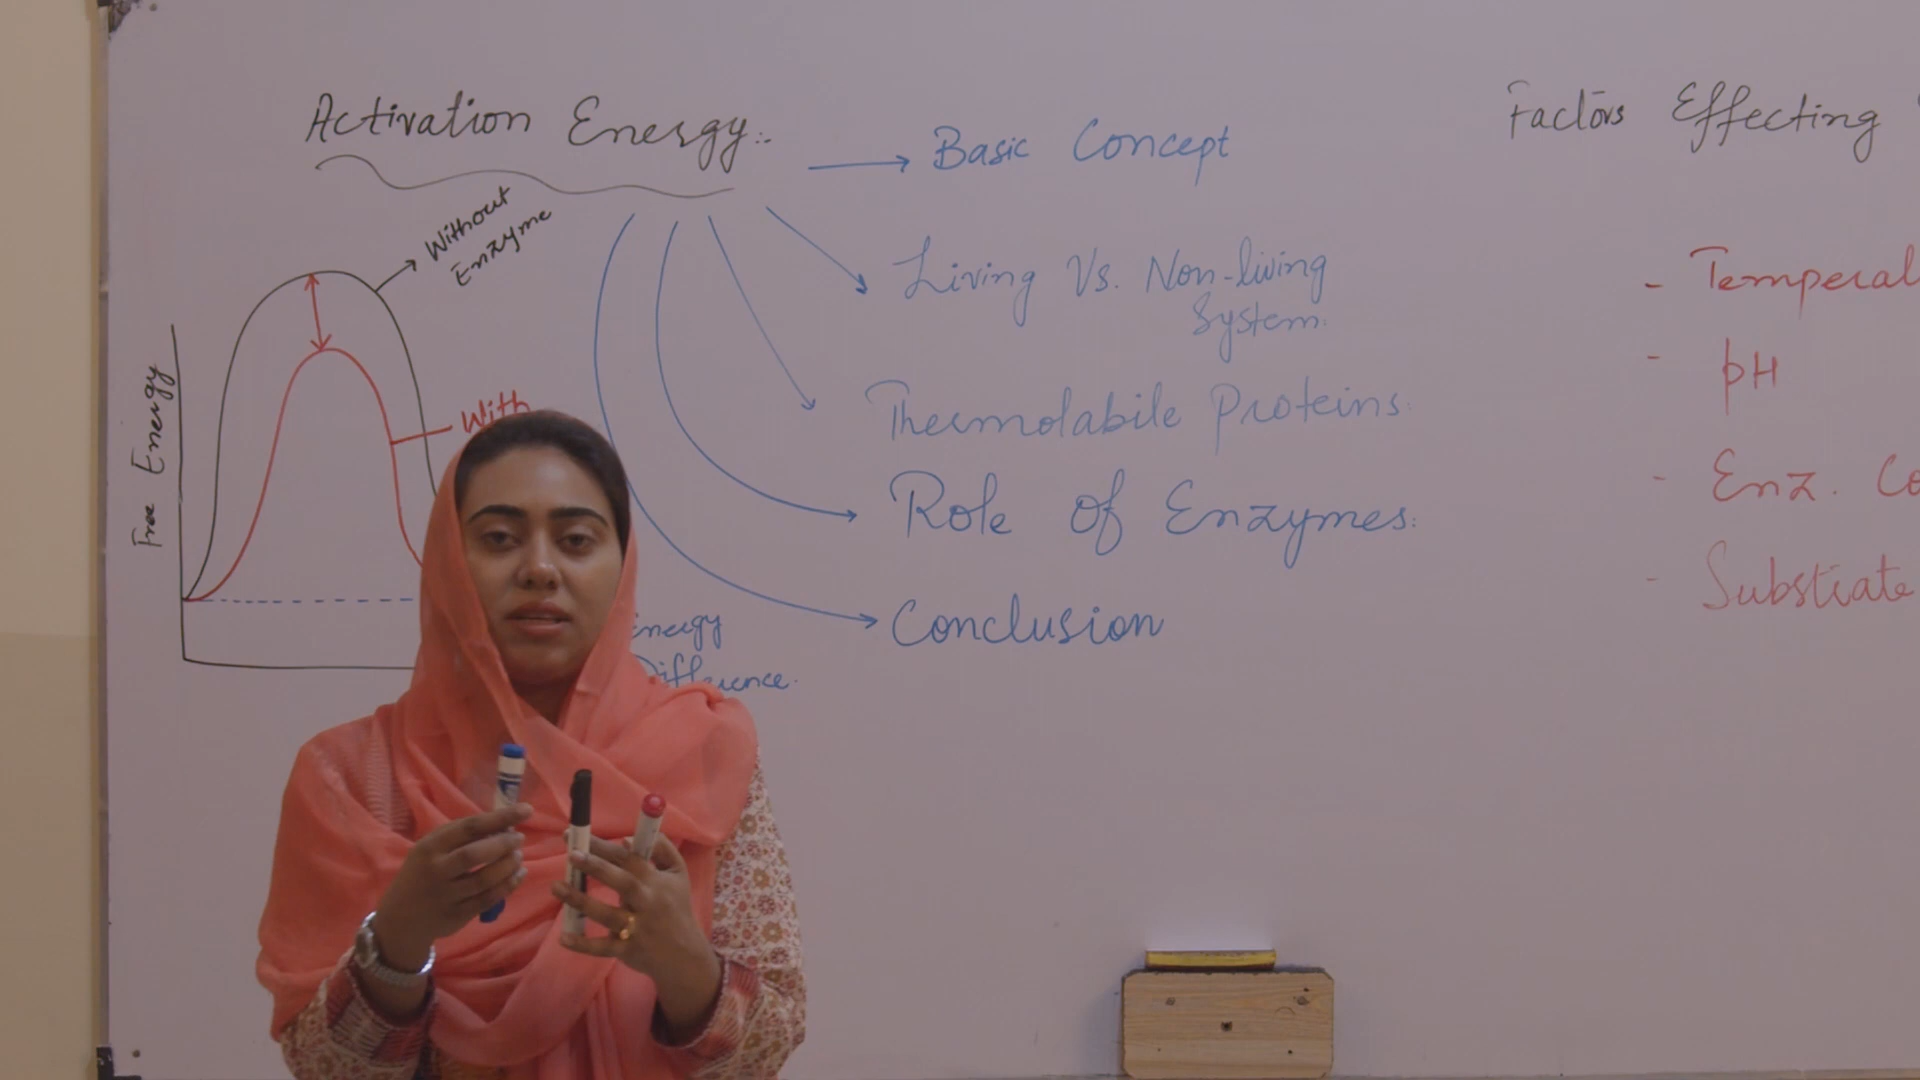 Activation Energy:
Without
Enzyme
With
Free Energy
Energy
Difference.
Basic Concept
Living Vs. Non-living
System.
Thermolabile Proteins.
Role of Enzymes:
Conclusion
Factors Effecting
- Temperat
- pH
- Enz. Co
- Substrate